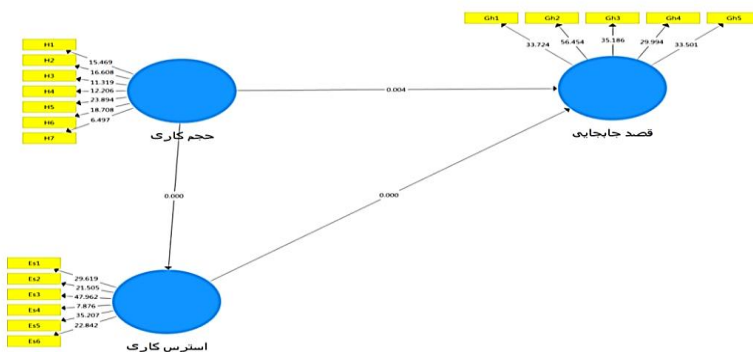 Gh1
Gh2
Gh3
Gh4
Gh5
33.724
56.454
35.186
29.994
33.501
قصد جابجایی
H1
H2
H3
H4
H5
H6
H7
15.469
16.608
11.319
12.206
23.894
18.708
6.497
حجم کاری
0.004
0.000
0.000
Es1
Es2
Es3
Es4
Es5
Es6
29.619
21.505
47.962
7.876
35.207
22.842
استرس کاری